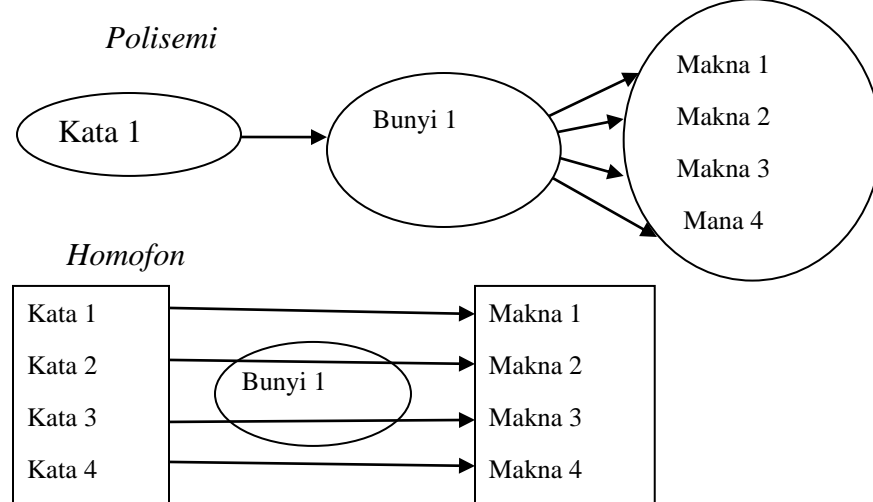 Polisemi
Kata 1
Bunyi 1
Makna 1
Makna 2
Makna 3
Mana 4
Homofon
Kata 1
Kata 2
Kata 3
Kata 4
Bunyi 1
Makna 1
Makna 2
Makna 3
Makna 4